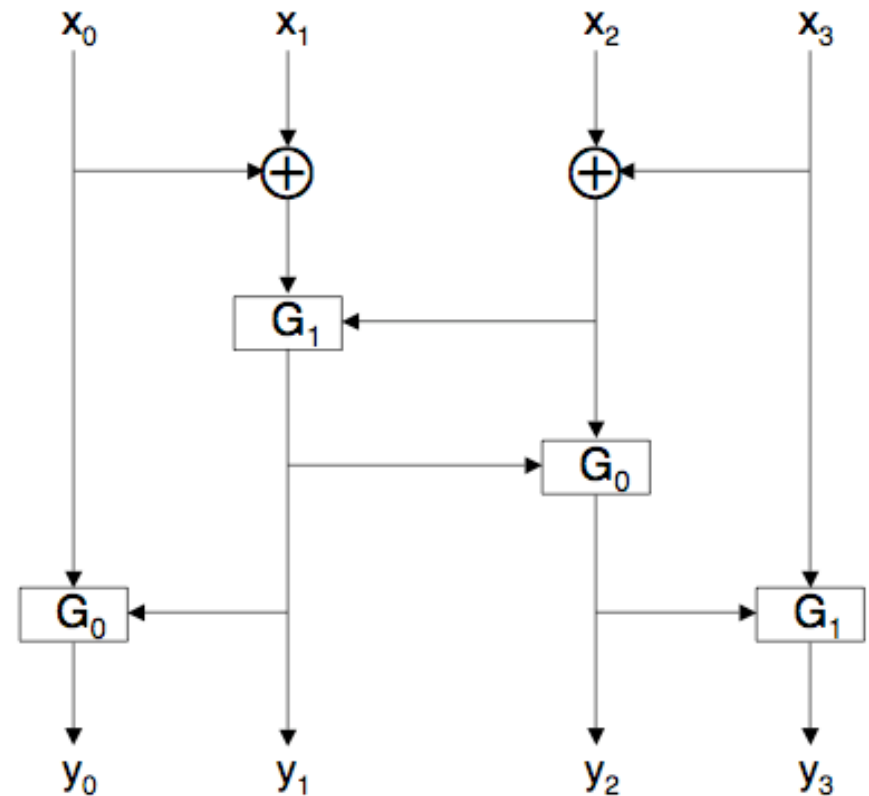 x₀ x₁ x₂ x₃
+ +
G₁
G₀
G₀ G₁
y₀ y₁ y₂ y₃